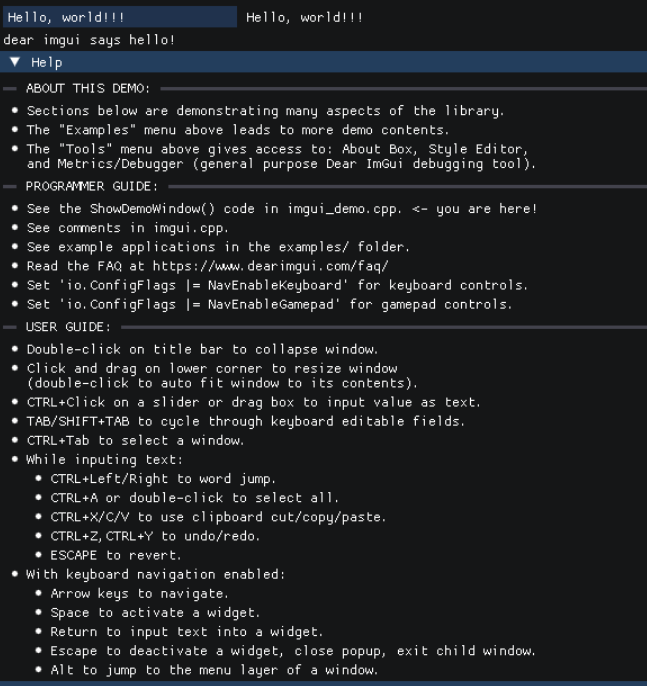 Hello, world!!! Hello, world!!!
dear imgui says hello!
Help
ABOUT THIS DEMO:
Sections below are demonstrating many aspects of the library.
The "Examples" menu above leads to more demo contents.
The "Tools" menu above gives access to: About Box, Style Editor,
and Metrics/Debugger (general purpose Dear ImGui debugging tool).
PROGRAMMER GUIDE:
See the ShowDemoWindow() code in imgui_demo.cpp. <- you are here!
See comments in imgui.cpp.
See example applications in the examples/ folder.
Read the FAQ at https://www.dearimgui.com/faq/
Set 'io.ConfigFlags |= NavEnableKeyboard' for keyboard controls.
Set 'io.ConfigFlags |= NavEnableGamepad' for gamepad controls.
USER GUIDE:
Double-click on title bar to collapse window.
Click and drag on lower corner to resize window
(double-click to auto fit window to its contents).
CTRL+Click on a slider or drag box to input value as text.
TAB/SHIFT+TAB to cycle through keyboard editable fields.
CTRL+Tab to select a window.
While inputing text:
CTRL+Left/Right to word jump.
CTRL+A or double-click to select all.
CTRL+X/C/V to use clipboard cut/copy/paste.
CTRL+Z,CTRL+Y to undo/redo.
ESCAPE to revert.
With keyboard navigation enabled:
Arrow keys to navigate.
Space to activate a widget.
Return to input text into a widget.
Escape to deactivate a widget, close popup, exit child window.
Alt to jump to the menu layer of a window.